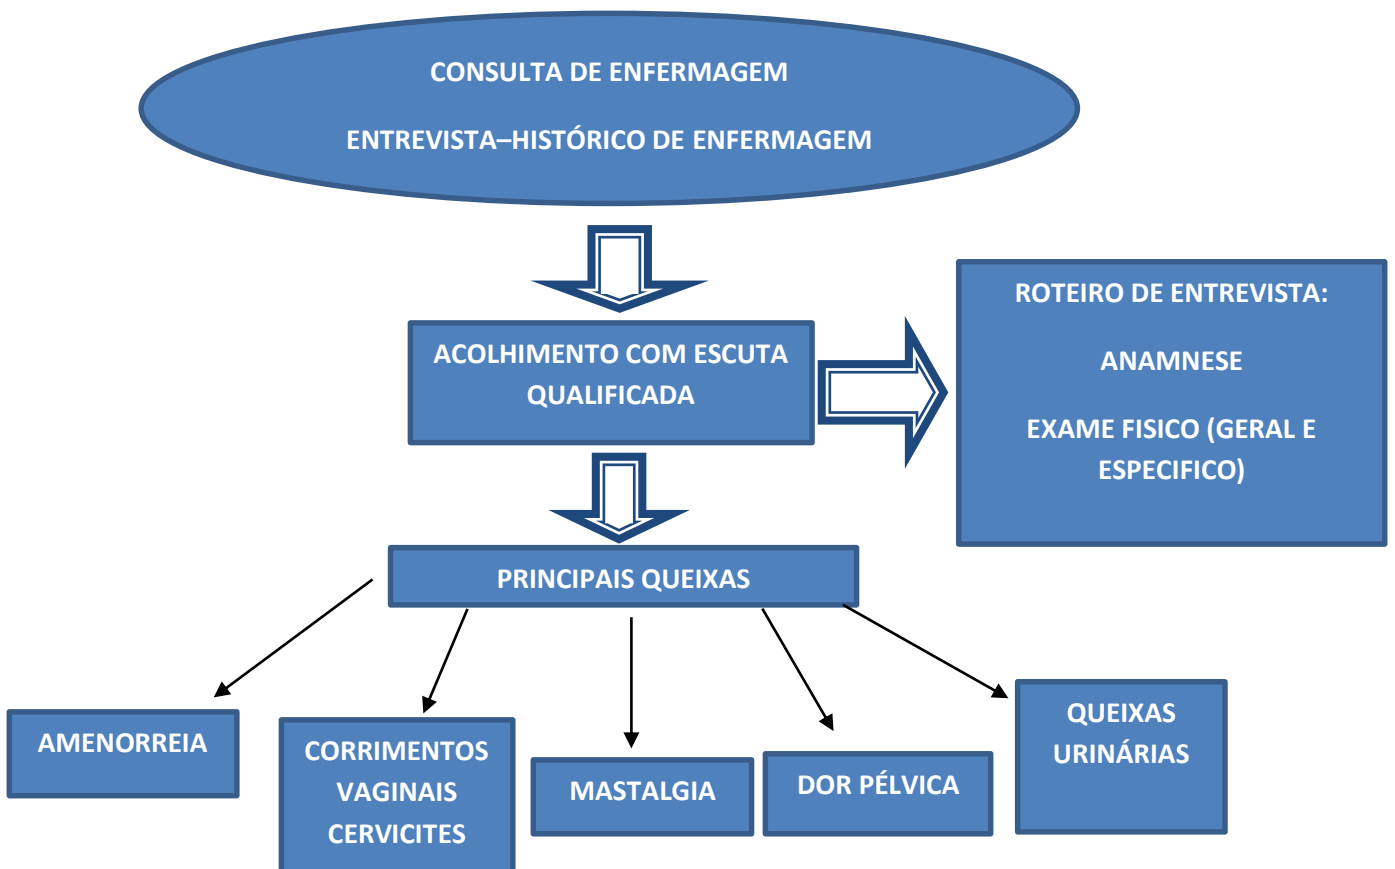 CONSULTA DE ENFERMAGEM
ENTREVISTA–HISTÓRICO DE ENFERMAGEM
ACOLHIMENTO COM ESCUTA
QUALIFICADA
ROTEIRO DE ENTREVISTA:
ANAMNESE
EXAME FISICO (GERAL E
ESPECIFICO)
PRINCIPAIS QUEIXAS
AMENORREIA
CORRIMENTOS
VAGINAIS
CERVICITES
MASTALGIA
DOR PÉLVICA
QUEIXAS
URINÁRIAS